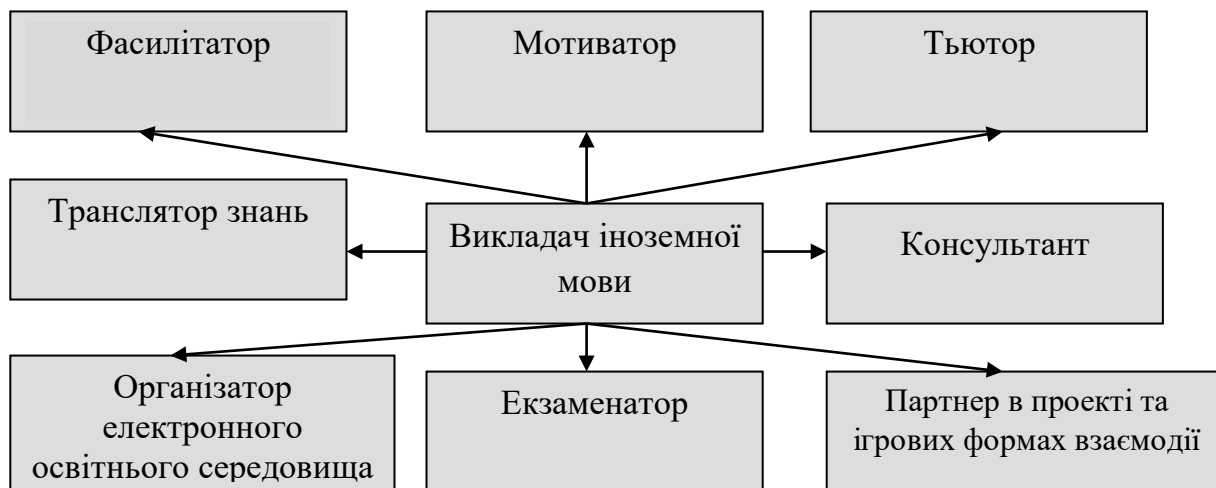 Фасилітатор
Мотиватор
Тьютор
Транслятор знань
Викладач іноземної
мови
Консультант
Організатор
електронного
освітнього середовища
Екзаменатор
Партнер в проекті та
ігрових формах взаємодії